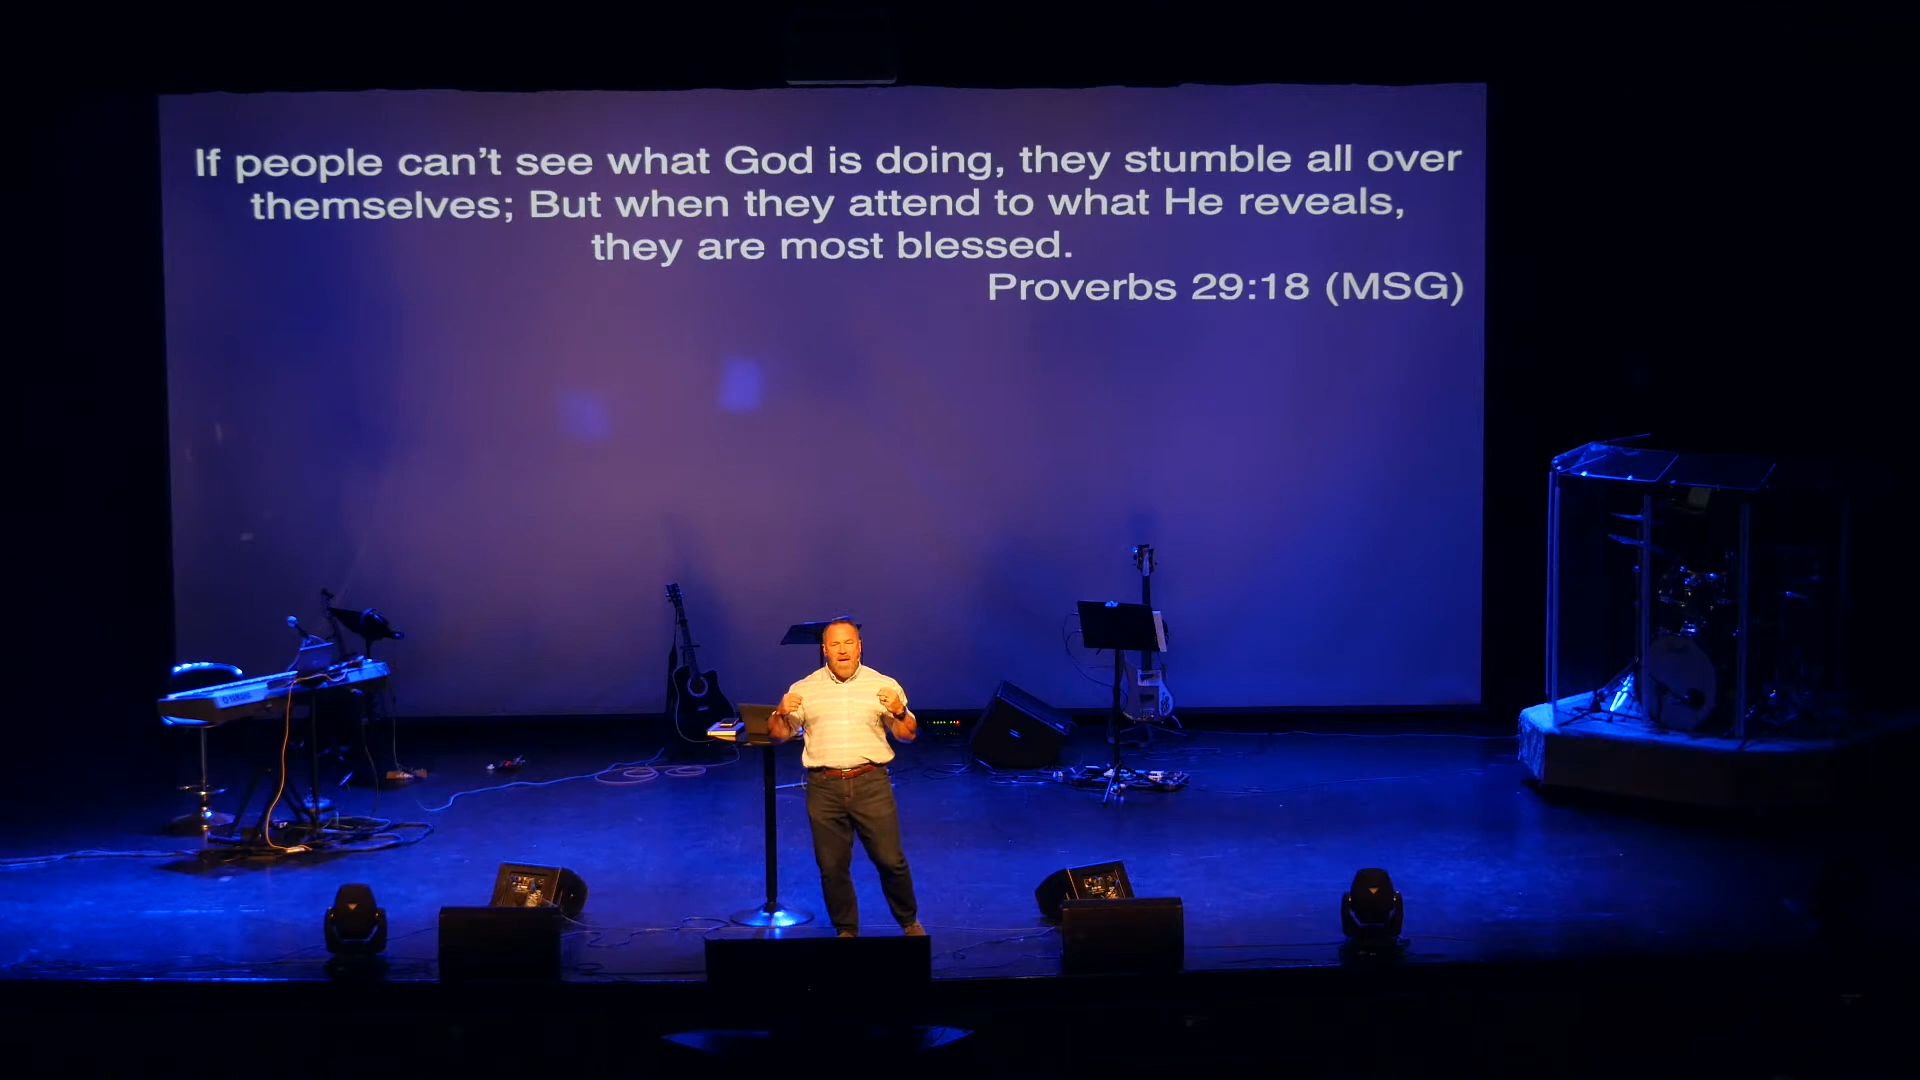 If people can't see what God is doing, they stumble all over
themselves; But when they attend to what He reveals,
they are most blessed.
Proverbs 29:18 (MSG)